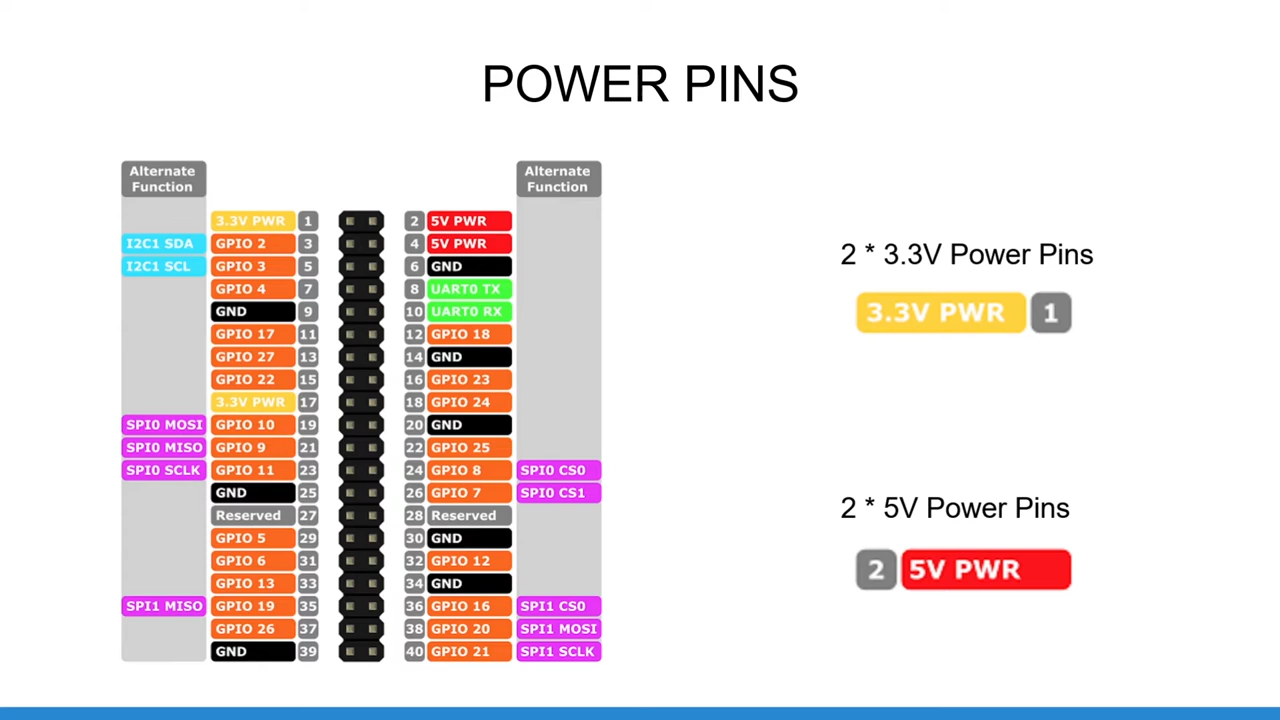 POWER PINS
Alternate
Function
Alternate
Function
3.3V PWR 1 2 5V PWR
I2C1 SDA GPIO 2 3 4 5V PWR
I2C1 SCL GPIO 3 5 6 GND
GPIO 4 7 8 UART0 TX
GND 9 10 UART0 RX
GPIO 17 11 12 GPIO 18
GPIO 27 13 14 GND
GPIO 22 15 16 GPIO 23
3.3V PWR 17 18 GPIO 24
SPI0 MOSI GPIO 10 19 20 GND
SPI0 MISO GPIO 9 21 22 GPIO 25
SPI0 SCLK GPIO 11 23 24 GPIO 8 SPI0 CS0
GND 25 26 GPIO 7 SPI0 CS1
Reserved 27 28 Reserved
GPIO 5 29 30 GND
GPIO 6 31 32 GPIO 12
GPIO 13 33 34 GND
SPI1 MISO GPIO 19 35 36 GPIO 16 SPI1 CS0
GPIO 26 37 38 GPIO 20 SPI1 MOSI
GND 39 40 GPIO 21 SPI1 SCLK
2 * 3.3V Power Pins
3.3V PWR 1
2 * 5V Power Pins
2 5V PWR